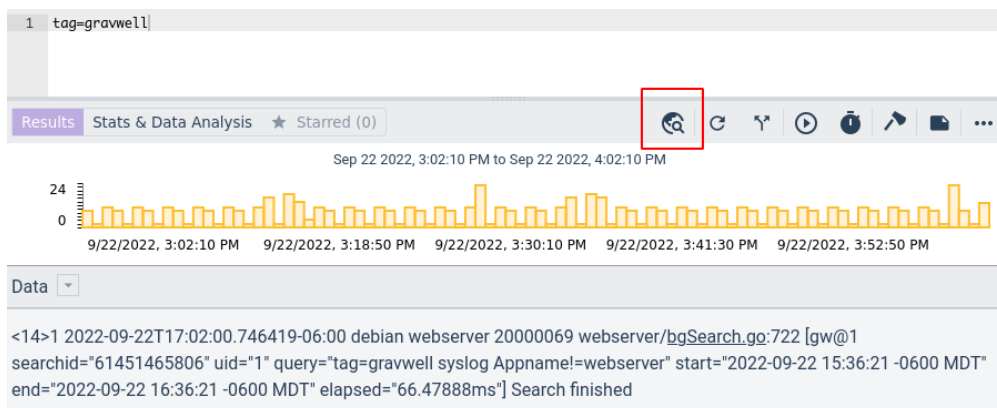 1 tag=gravwell
Results Stats & Data Analysis Starred (0)
Sep 22 2022, 3:02:10 PM to Sep 22 2022, 4:02:10 PM
24
0
9/22/2022, 3:02:10 PM 9/22/2022, 3:18:50 PM 9/22/2022, 3:30:10 PM 9/22/2022, 3:41:30 PM 9/22/2022, 3:52:50 PM
Data
<14>1 2022-09-22T17:02:00.746419-06:00 debian webserver 20000069 webserver/bgSearch.go:722 [gw@1
searchid="61451465806" uid="1" query="tag=gravwell syslog Appname!=webserver" start="2022-09-22 15:36:21 -0600 MDT"
end="2022-09-22 16:36:21 -0600 MDT" elapsed="66.47888ms"] Search finished